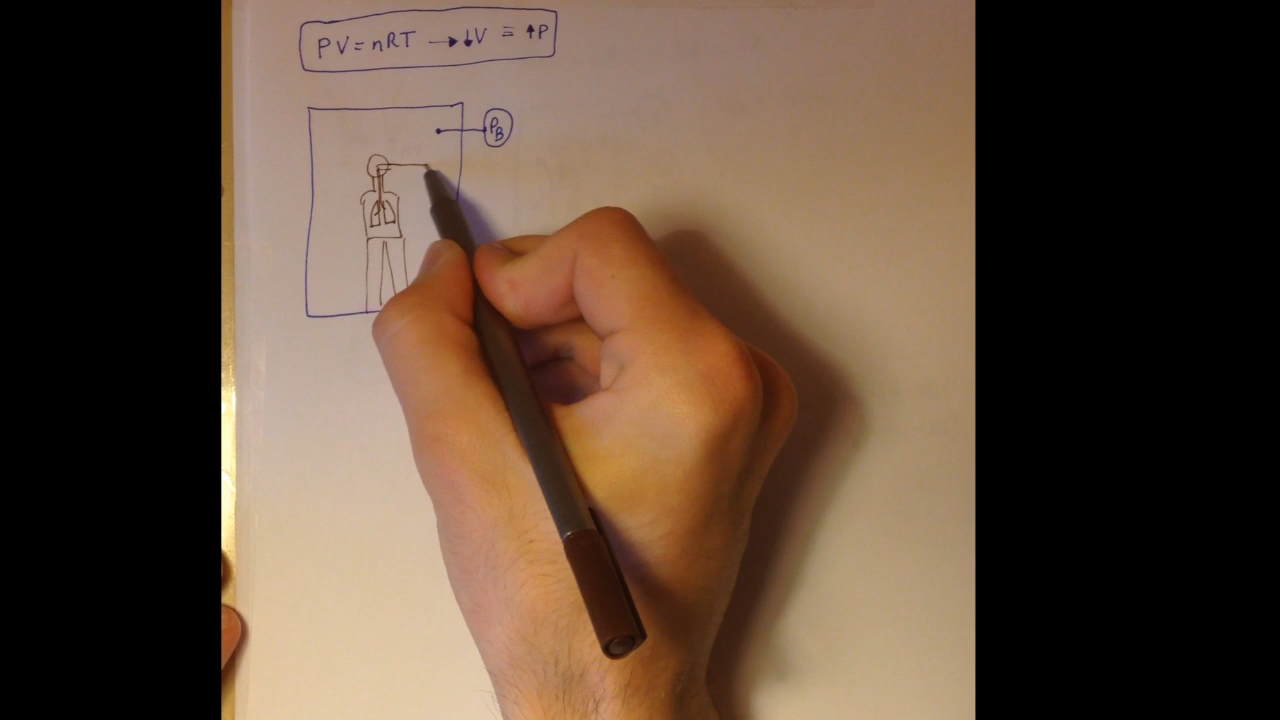 PV=nRT → ↓V ≡ ↑P
P_B